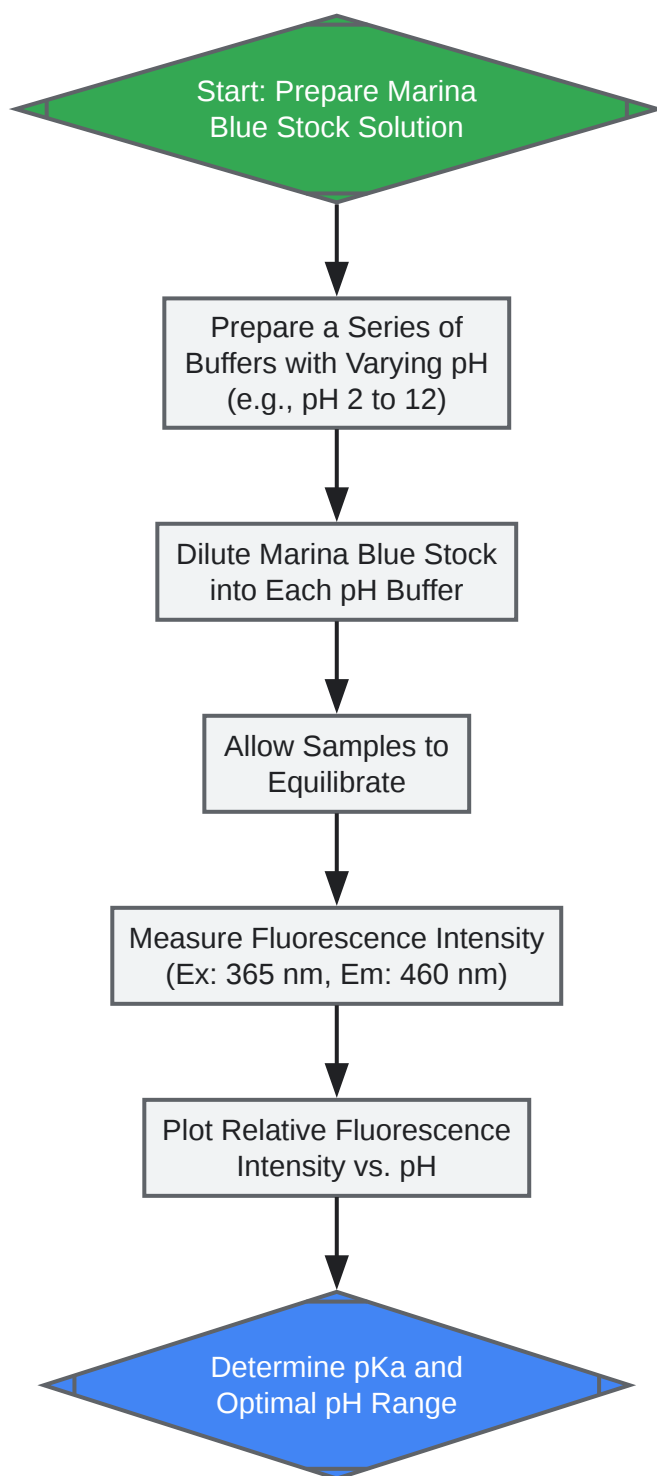 Start: Prepare Marina
Blue Stock Solution
Prepare a Series of
Buffers with Varying pH
(e.g., pH 2 to 12)
Dilute Marina Blue Stock
into Each pH Buffer
Allow Samples to
Equilibrate
Measure Fluorescence Intensity
(Ex: 365 nm, Em: 460 nm)
Plot Relative Fluorescence
Intensity vs. pH
Determine pKa and
Optimal pH Range